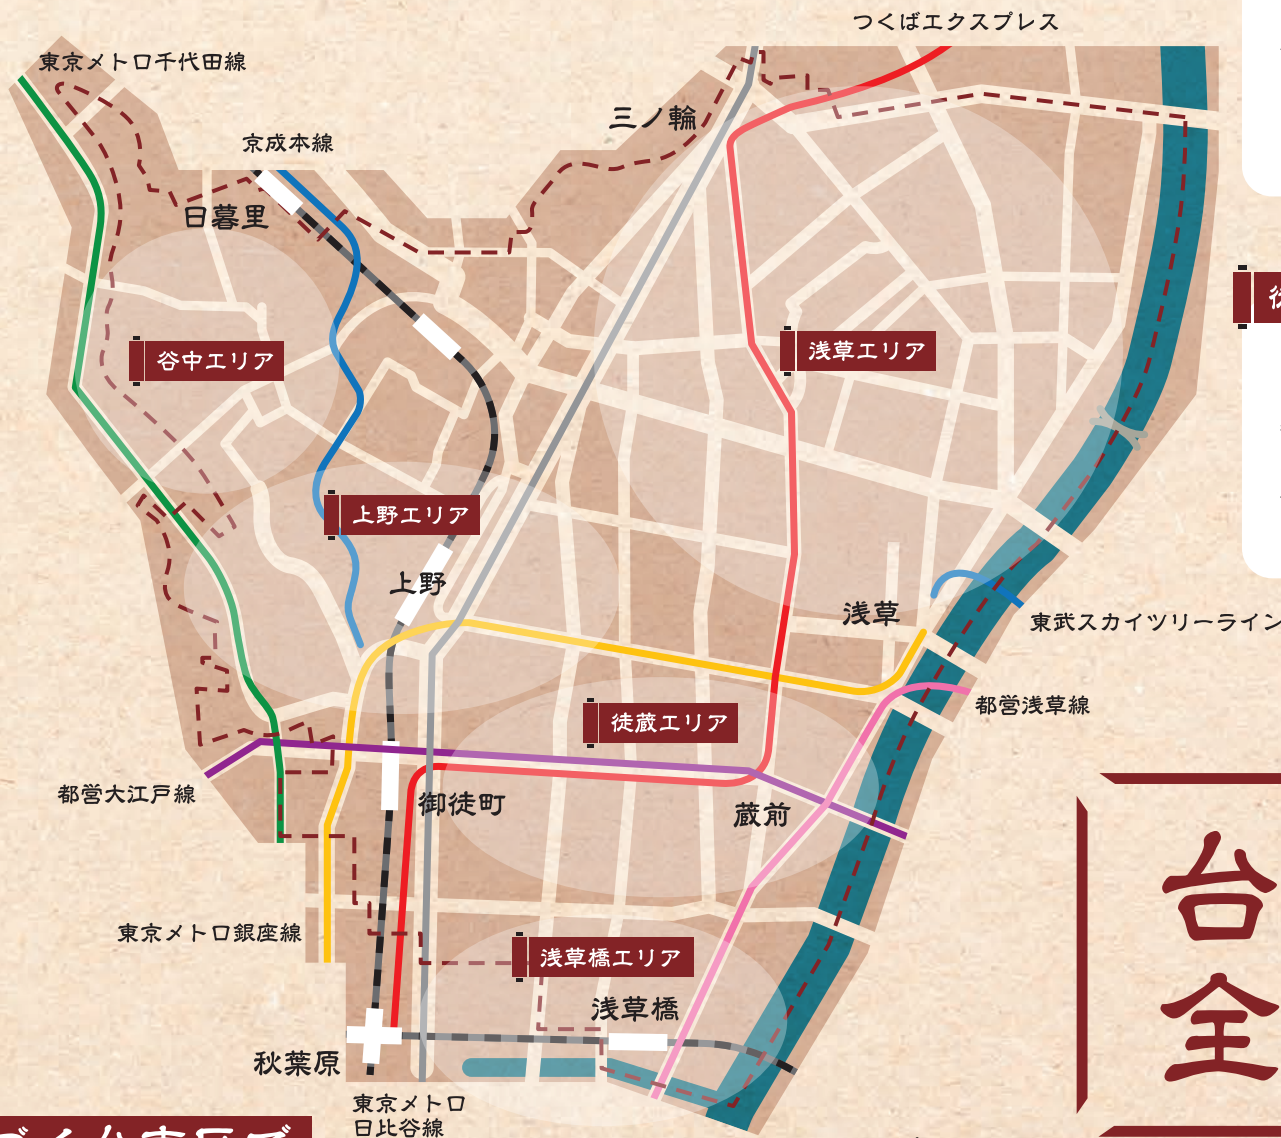 つくばエクスプレス
東京メトロ千代田線
三ノ輪
京成本線
日暮里
谷中エリア
浅草エリア
上野エリア
上野
浅草
東武スカイツリーライン
都営浅草線
徒蔵エリア
都営大江戸線
御徒町
蔵前
台
東京メトロ銀座線
浅草橋エリア
全
浅草橋
秋葉原
東京メトロ
日比谷線